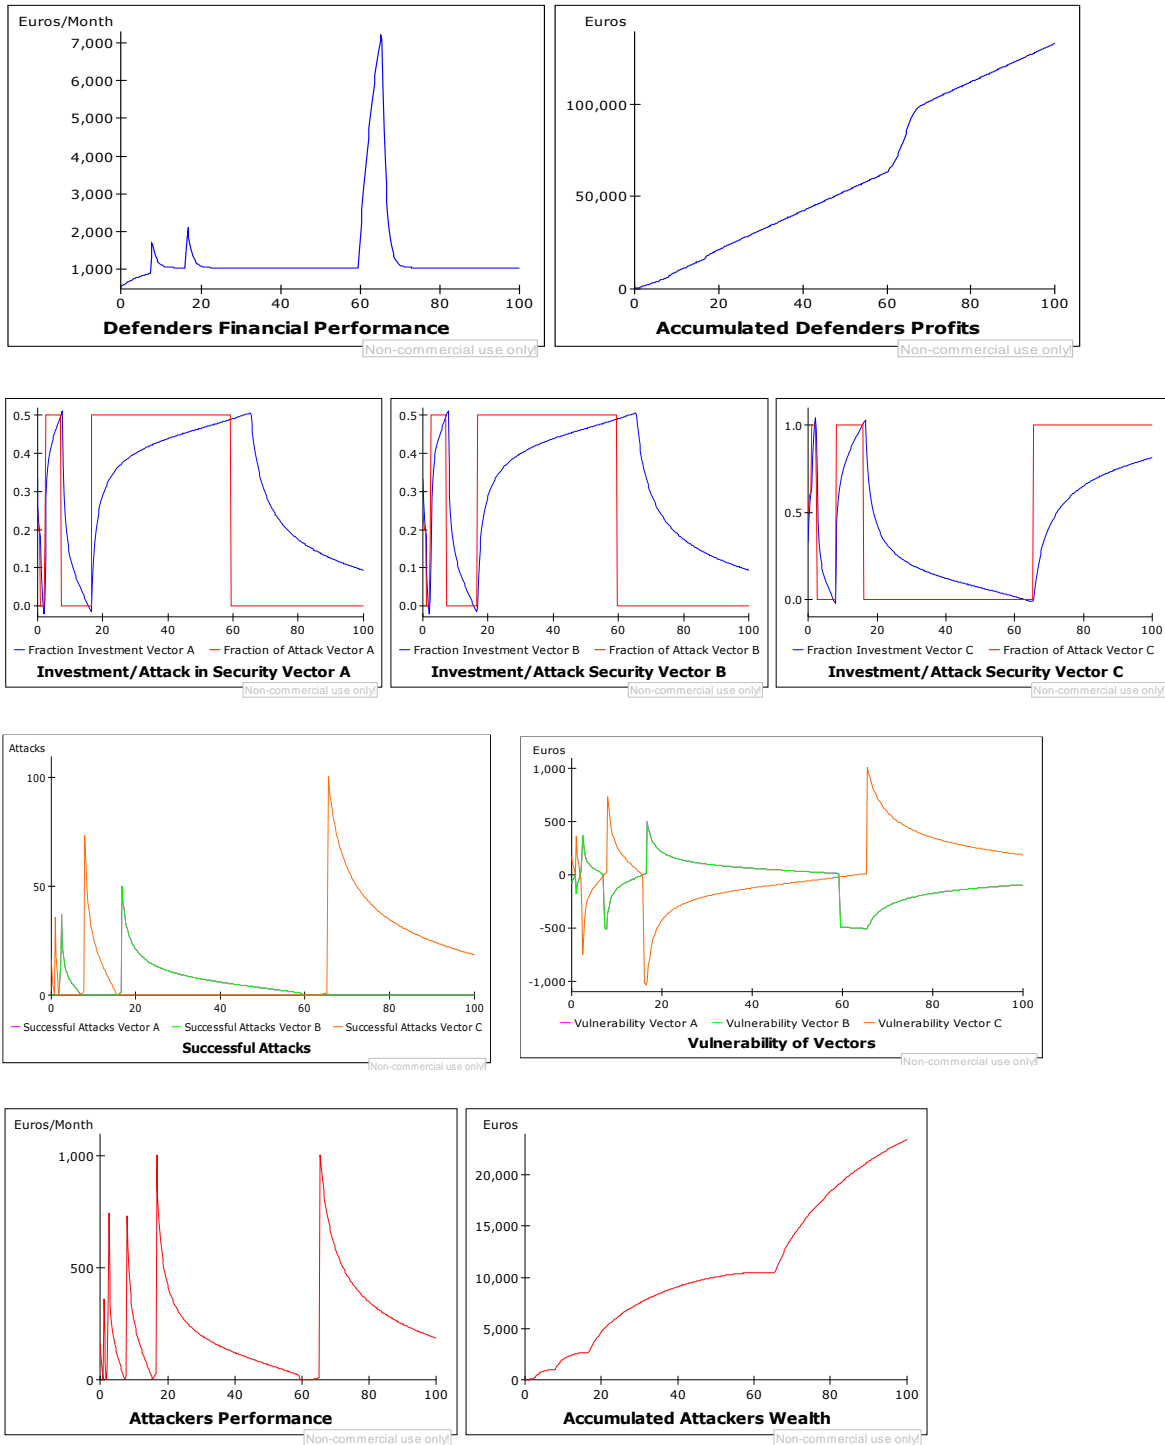 Euros/Month
7,000
6,000
5,000
4,000
3,000
2,000
1,000
0 20 40 60 80 100
Defenders Financial Performance
Non-commercial use only!
Euros
100,000
50,000
0
0 20 40 60 80 100
Accumulated Defenders Profits
Non-commercial use only!
0.5
0.4
0.3
0.2
0.1
0.0
0 20 40 60 80 100
Fraction Investment Vector A Fraction of Attack Vector A
Investment/Attack in Security Vector A
Non-commercial use only!
0.5
0.4
0.3
0.2
0.1
0.0
0 20 40 60 80 100
Fraction Investment Vector B Fraction of Attack Vector B
Investment/Attack Security Vector B
Non-commercial use only!
1.0
0.5
0.0
0 20 40 60 80 100
Fraction Investment Vector C Fraction of Attack Vector C
Investment/Attack Security Vector C
Non-commercial use only!
Attacks
100
50
0
0 20 40 60 80 100
Successful Attacks Vector A Successful Attacks Vector B Successful Attacks Vector C
Successful Attacks
Non-commercial use only!
Euros
1,000
500
0
-500
-1,000
0 20 40 60 80 100
Vulnerability Vector A Vulnerability Vector B Vulnerability Vector C
Vulnerability of Vectors
Non-commercial use only!
Euros/Month
1,000
500
0
0 20 40 60 80 100
Attackers Performance
Non-commercial use only!
Euros
20,000
15,000
10,000
5,000
0
0 20 40 60 80 100
Accumulated Attackers Wealth
Non-commercial use only!